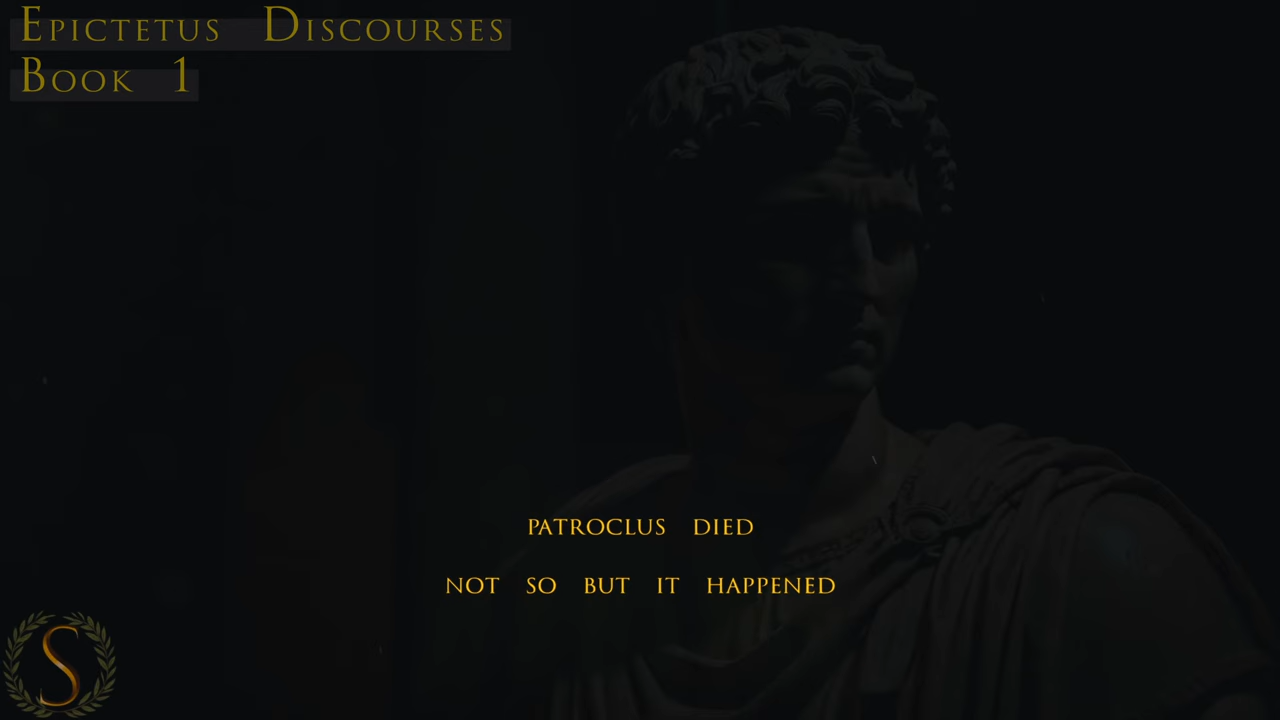 Epictetus Discourses
Book 1
PATROCLUS DIED
NOT SO BUT IT HAPPENED
S